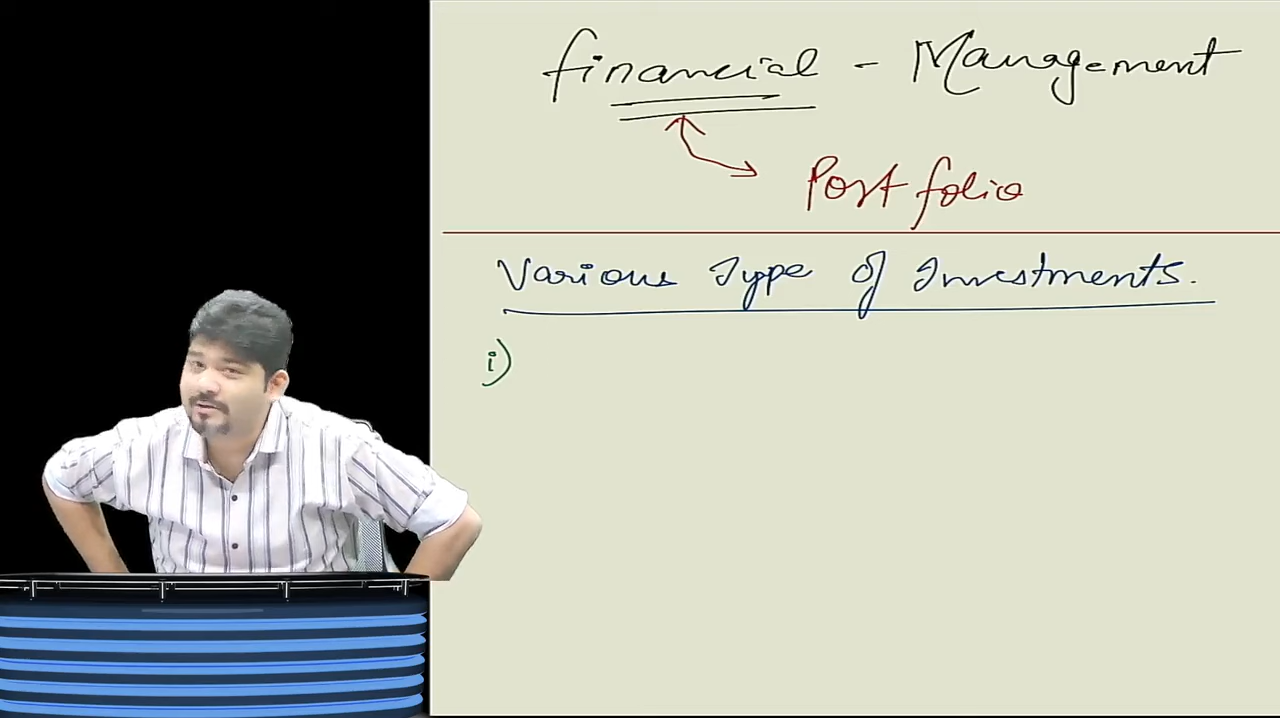 financial - Management
Portfolio
Various Type of Investments.
i)